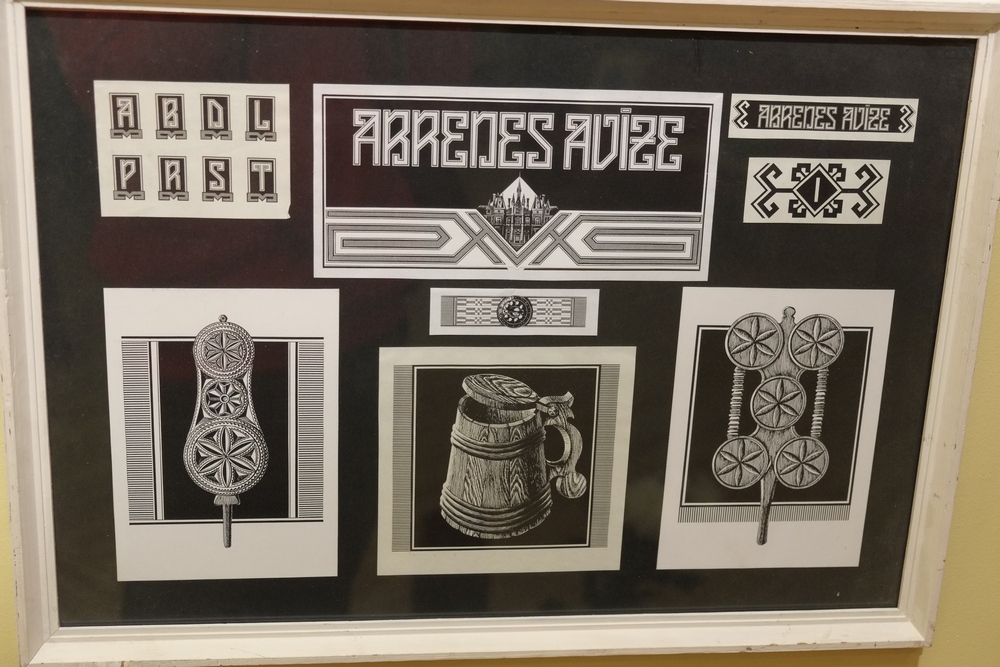 A B D L
P R S T
ABRENES AVĪZE
ABRENES AVĪZE
I